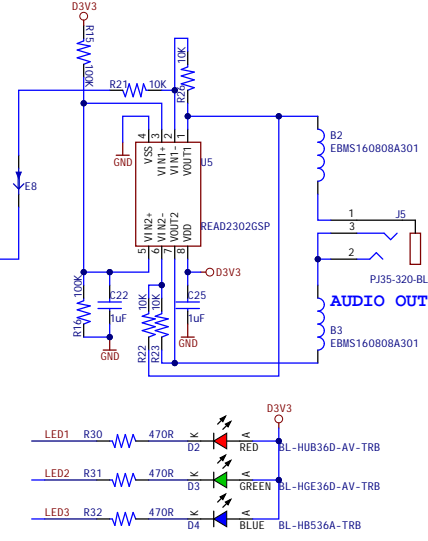 D3V3
R15
100K
R21
10K
10K
R26
E8
GND
4
3
2
1
VSS
VIN1+
VIN1-
VOUT1
U5
READ2302GSP
VIN2+
VIN2-
VOUT2
VDD
5
6
7
8
D3V3
B2
EBMS160808A301
1
3
2
J5
PJ35-320-BL
AUDIO OUT
B3
EBMS160808A301
100K
R16
C22
1uF
GND
10K
10K
R22
R23
C25
1uF
GND
D3V3
LED1
R30
470R
K
D2
A
RED
BL-HUB36D-AV-TRB
LED2
R31
470R
K
D3
A
GREEN
BL-HGE36D-AV-TRB
LED3
R32
470R
K
D4
A
BLUE
BL-HB536A-TRB